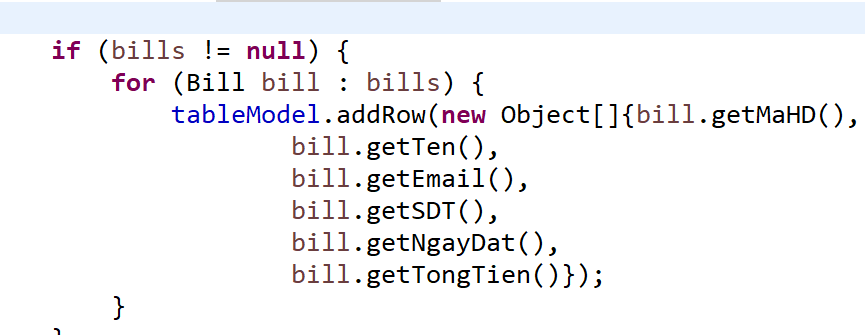 if (bills != null) {
for (Bill bill : bills) {
tableModel.addRow(new Object[]{bill.getMaHD(),
bill.getTen(),
bill.getEmail(),
bill.getSDT(),
bill.getNgayDat(),
bill.getTongTien()});
}
}